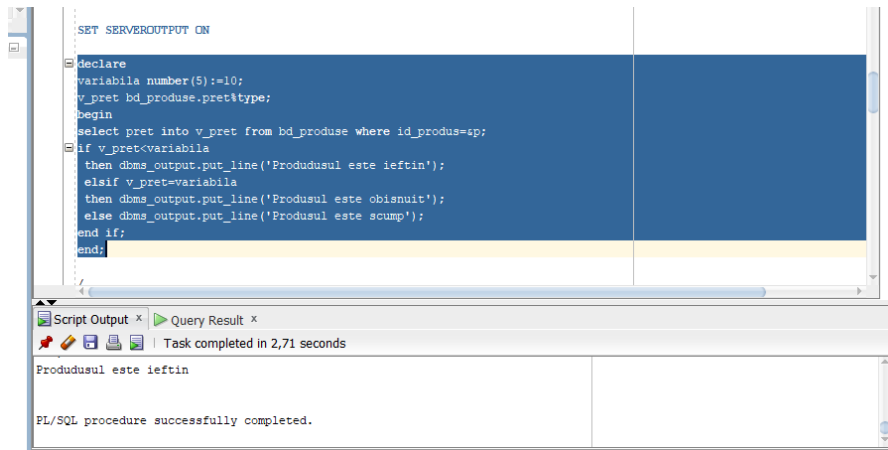 SET SERVEROUTPUT ON
declare
variabila number(5):=10;
v_pret bd_produse.pret%type;
begin
select pret into v_pret from bd_produse where id_produs=&p;
if v_pret<variabila
then dbms_output.put_line('Produdusul este ieftin');
elsif v_pret=variabila
then dbms_output.put_line('Produsul este obisnuit');
else dbms_output.put_line('Produsul este scump');
end if;
end;
/
Script Output x Query Result x
Task completed in 2,71 seconds
Produdusul este ieftin
PL/SQL procedure successfully completed.